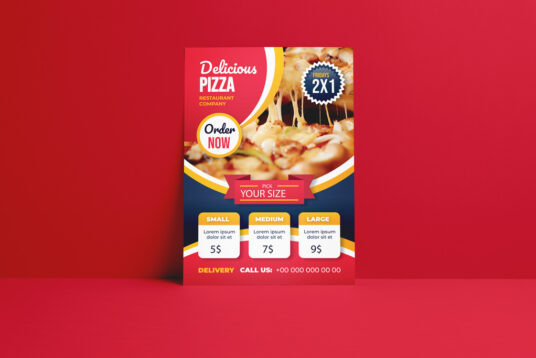 Delicious
PIZZA
RESTAURANT
COMPANY
FRIDAYS
2X1
Order
NOW
PICK
YOUR SIZE
SMALL
Lorem ipsum
dolor sit et
5$
MEDIUM
Lorem ipsum
dolor sit et
7$
LARGE
Lorem ipsum
dolor sit et
9$
DELIVERY CALL US: +00 000 000 00 00